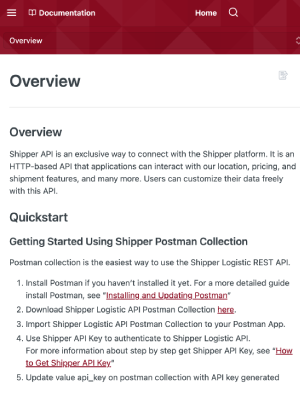 Documentation
Home
Overview
Overview
Overview
Shipper API is an exclusive way to connect with the Shipper platform. It is an
HTTP-based API that applications can interact with our location, pricing, and
shipment features, and many more. Users can customize their data freely
with this API.
Quickstart
Getting Started Using Shipper Postman Collection
Postman collection is the easiest way to use the Shipper Logistic REST API.
1. Install Postman if you haven't installed it yet. For a more detailed guide
install Postman, see “Installing and Updating Postman”
2. Download Shipper Logistic API Postman Collection here.
3. Import Shipper Logistic API Postman Collection to your Postman App.
4. Use Shipper API Key to authenticate to Shipper Logistic API.
For more information about step by step get Shipper API Key, see “How
to Get Shipper API Key”
5. Update value api_key on postman collection with API key generated